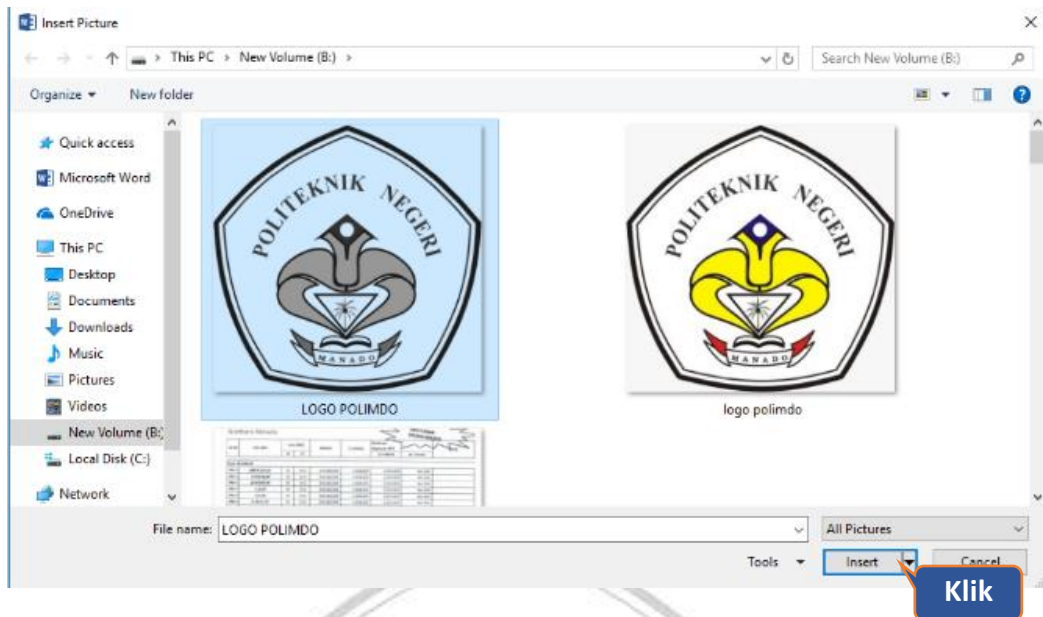 Insert Picture
This PC > New Volume (B:) >
Search New Volume (B:)
Organize
New folder
Quick access
Microsoft Word
OneDrive
This PC
Desktop
Documents
Downloads
Music
Pictures
Videos
New Volume (B:)
Local Disk (C:)
Network
POLITEKNIK NEGERI
MANADO
LOGO POLIMDO
POLITEKNIK NEGERI
MANADO
logo polimdo
File name: LOGO POLIMDO
All Pictures
Tools
Insert
Cancel
Klik